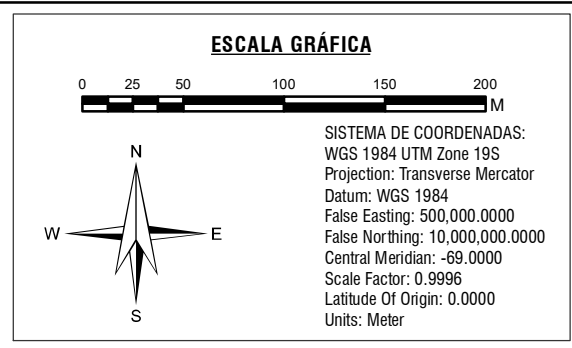 ESCALA GRÁFICA
0 25 50 100 150 200
M
SISTEMA DE COORDENADAS:
WGS 1984 UTM Zone 19S
Projection: Transverse Mercator
Datum: WGS 1984
False Easting: 500,000.0000
False Northing: 10,000,000.0000
Central Meridian: -69.0000
Scale Factor: 0.9996
Latitude Of Origin: 0.0000
Units: Meter
N
W E
S